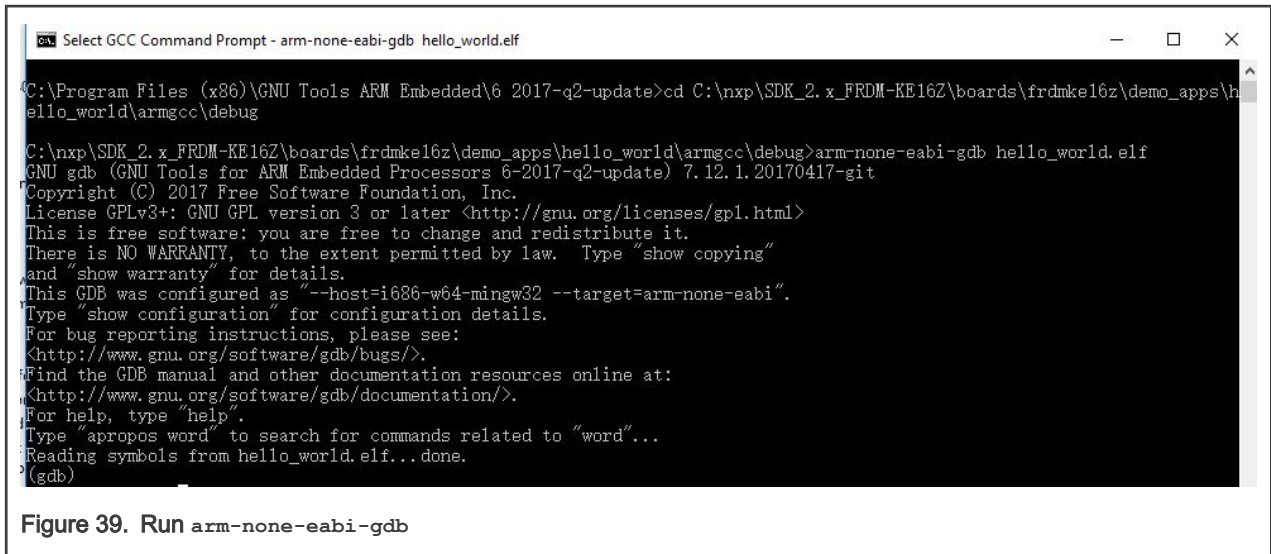 Select GCC Command Prompt - arm-none-eabi-gdb  hello_world.elf
C:\Program Files (x86)\GNU Tools ARM Embedded\6 2017-q2-update>cd C:\nxp\SDK_2.x_FRDM-KE16Z\boards\frdmke16z\demo_apps\h
ello_world\armgcc\debug
C:\nxp\SDK_2.x_FRDM-KE16Z\boards\frdmke16z\demo_apps\hello_world\armgcc\debug>arm-none-eabi-gdb hello_world.elf
GNU gdb (GNU Tools for ARM Embedded Processors 6-2017-q2-update) 7.12.1.20170417-git
Copyright (C) 2017 Free Software Foundation, Inc.
License GPLv3+: GNU GPL version 3 or later <http://gnu.org/licenses/gpl.html>
This is free software: you are free to change and redistribute it.
There is NO WARRANTY, to the extent permitted by law.  Type "show copying"
and "show warranty" for details.
This GDB was configured as "--host=i686-w64-mingw32 --target=arm-none-eabi".
Type "show configuration" for configuration details.
For bug reporting instructions, please see:
<http://www.gnu.org/software/gdb/bugs/>.
Find the GDB manual and other documentation resources online at:
<http://www.gnu.org/software/gdb/documentation/>.
For help, type "help".
Type "apropos word" to search for commands related to "word"...
Reading symbols from hello_world.elf...done.
(gdb)
Figure 39. Run arm-none-eabi-gdb